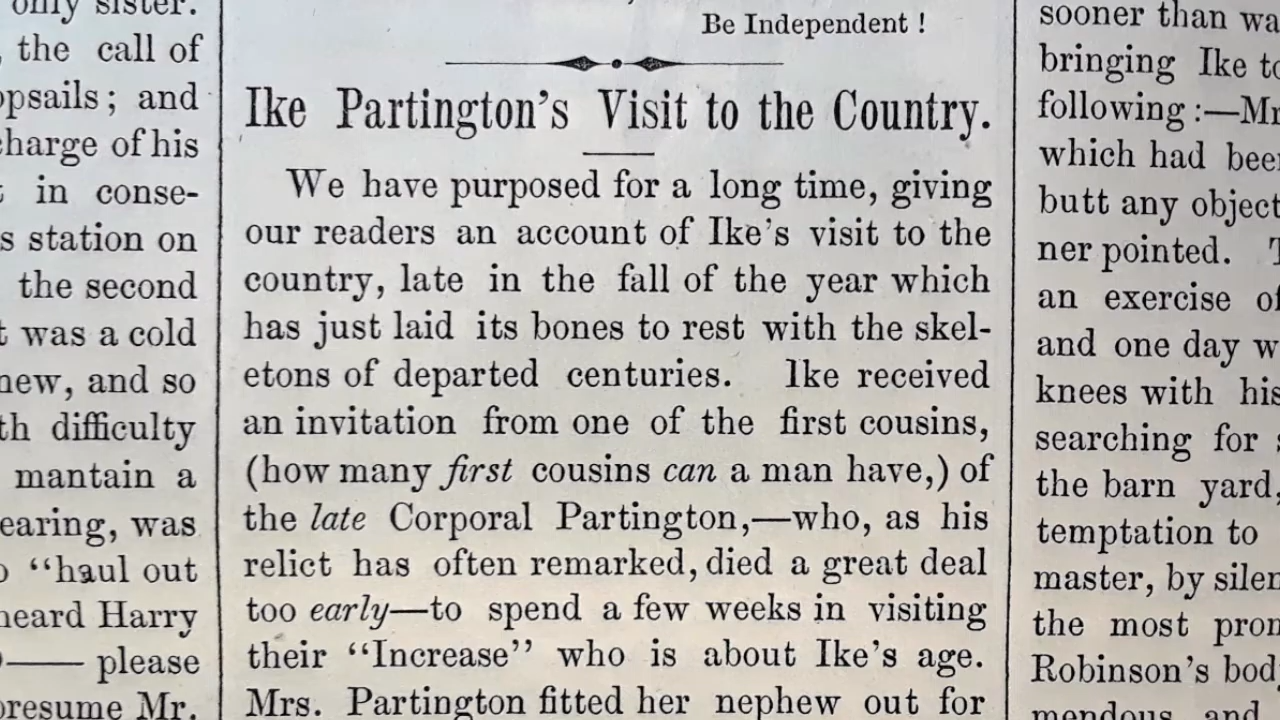 only sister.
the call of
opsails; and
charge of his
in conse-
s station on
the second
t was a cold
new, and so
th difficulty
mantain a
earing, was
o "haul out
heard Harry
—— please
presume Mr.
Be Independent !
Ike Partington's Visit to the Country.
We have purposed for a long time, giving
our readers an account of Ike's visit to the
country, late in the fall of the year which
has just laid its bones to rest with the skel-
etons of departed centuries. Ike received
an invitation from one of the first cousins,
(how many first cousins can a man have,) of
the late Corporal Partington,—who, as his
relict has often remarked, died a great deal
too early—to spend a few weeks in visiting
their "Increase" who is about Ike's age.
Mrs. Partington fitted her nephew out for
sooner than wa
bringing Ike to
following :—Mr
which had been
butt any object
ner pointed.
an exercise of
and one day w
knees with his
searching for
the barn yard,
temptation to
master, by silen
the most pron
Robinson's body
mendous and